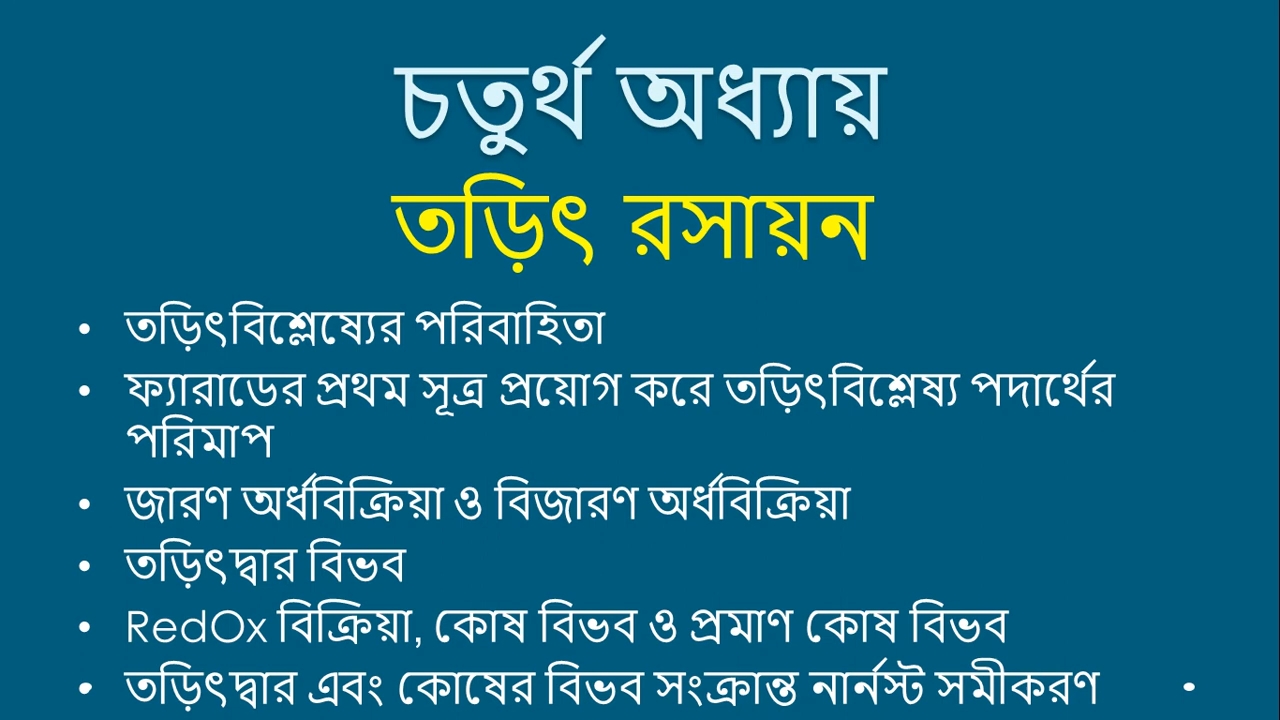 চতুর্থ অধ্যায়
তড়িৎ রসায়ন
• তড়িৎবিশ্লেষ্যের পরিবাহিতা
• ফ্যারাডের প্রথম সূত্র প্রয়োগ করে তড়িৎবিশ্লেষ্য পদার্থের
পরিমাপ
• জারণ অর্ধবিক্রিয়া ও বিজারণ অর্ধবিক্রিয়া
• তড়িৎদ্বার বিভব
• RedOx বিক্রিয়া, কোষ বিভব ও প্রমাণ কোষ বিভব
• তড়িৎদ্বার এবং কোষের বিভব সংক্রান্ত নার্নস্ট সমীকরণ •